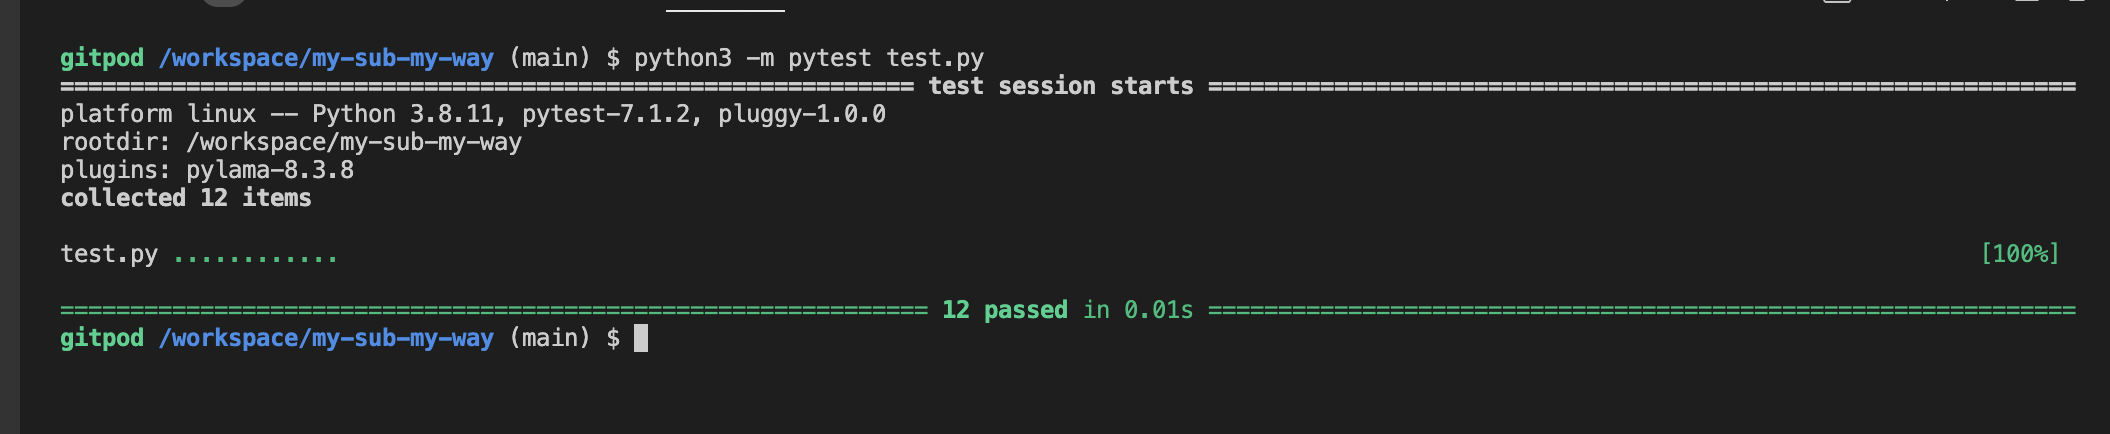 gitpod /workspace/my-sub-my-way (main) $ python3 -m pytest test.py
============================================================= test session starts ==============================================================
platform linux -- Python 3.8.11, pytest-7.1.2, pluggy-1.0.0
rootdir: /workspace/my-sub-my-way
plugins: pylama-8.3.8
collected 12 items
test.py ............ [100%]
============================================================== 12 passed in 0.01s ==============================================================
gitpod /workspace/my-sub-my-way (main) $